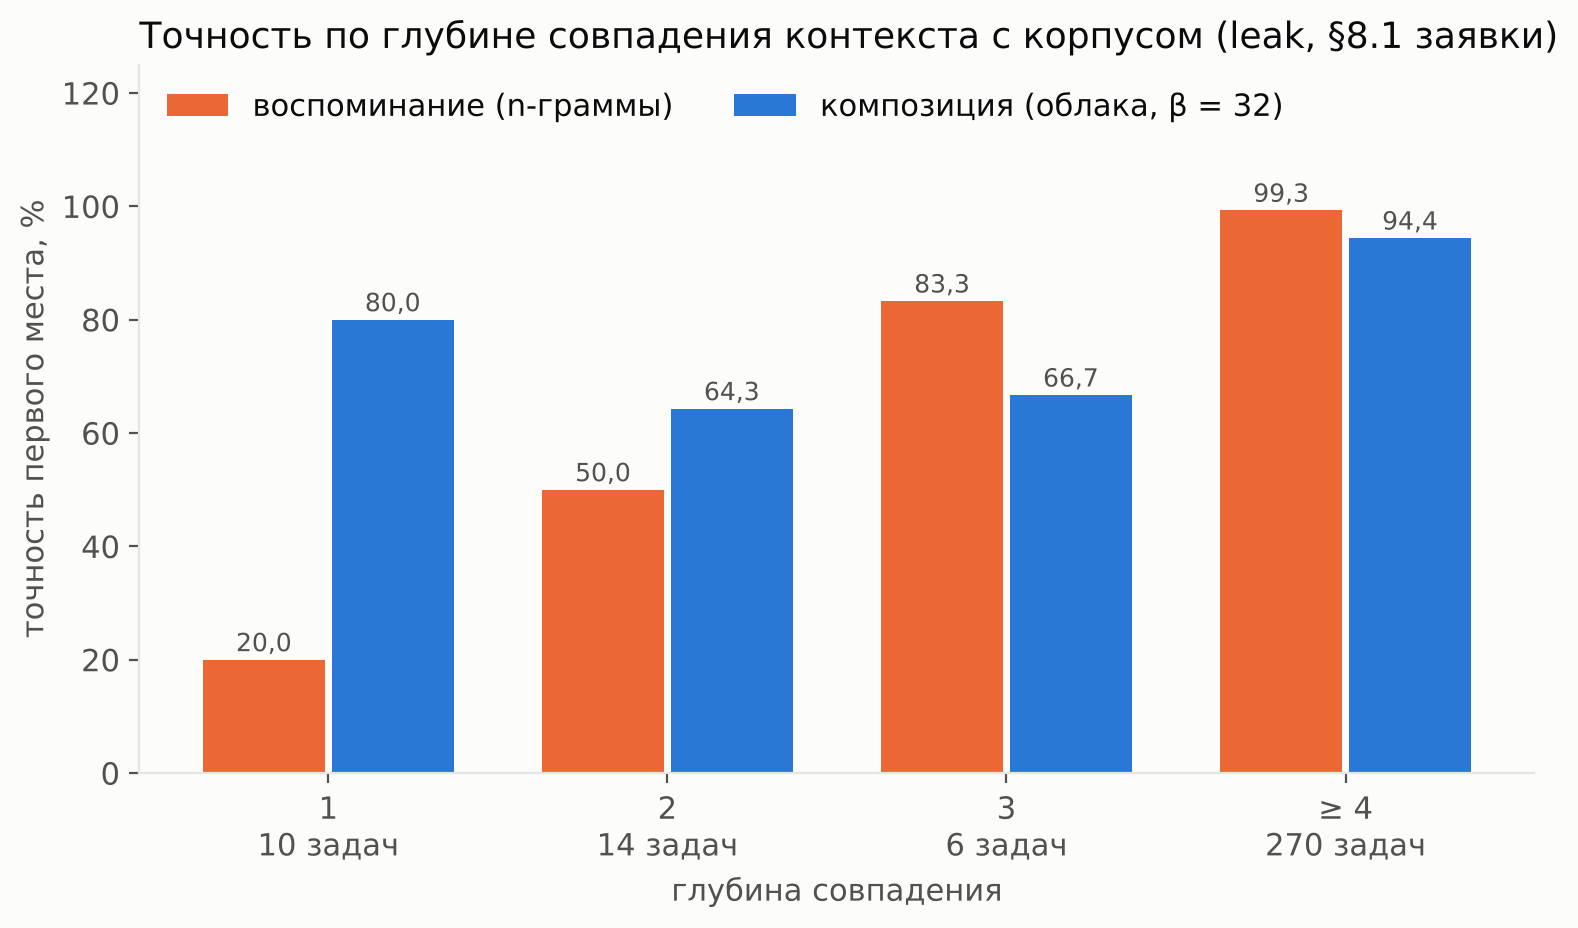 Точность по глубине совпадения контекста с корпусом (leak, §8.1 заявки)
воспоминание (n-граммы)
композиция (облака, β = 32)
точность первого места, %
120
100
80
60
40
20
0
20,0
80,0
50,0
64,3
83,3
66,7
99,3
94,4
1
10 задач
2
14 задач
3
6 задач
≥ 4
270 задач
глубина совпадения